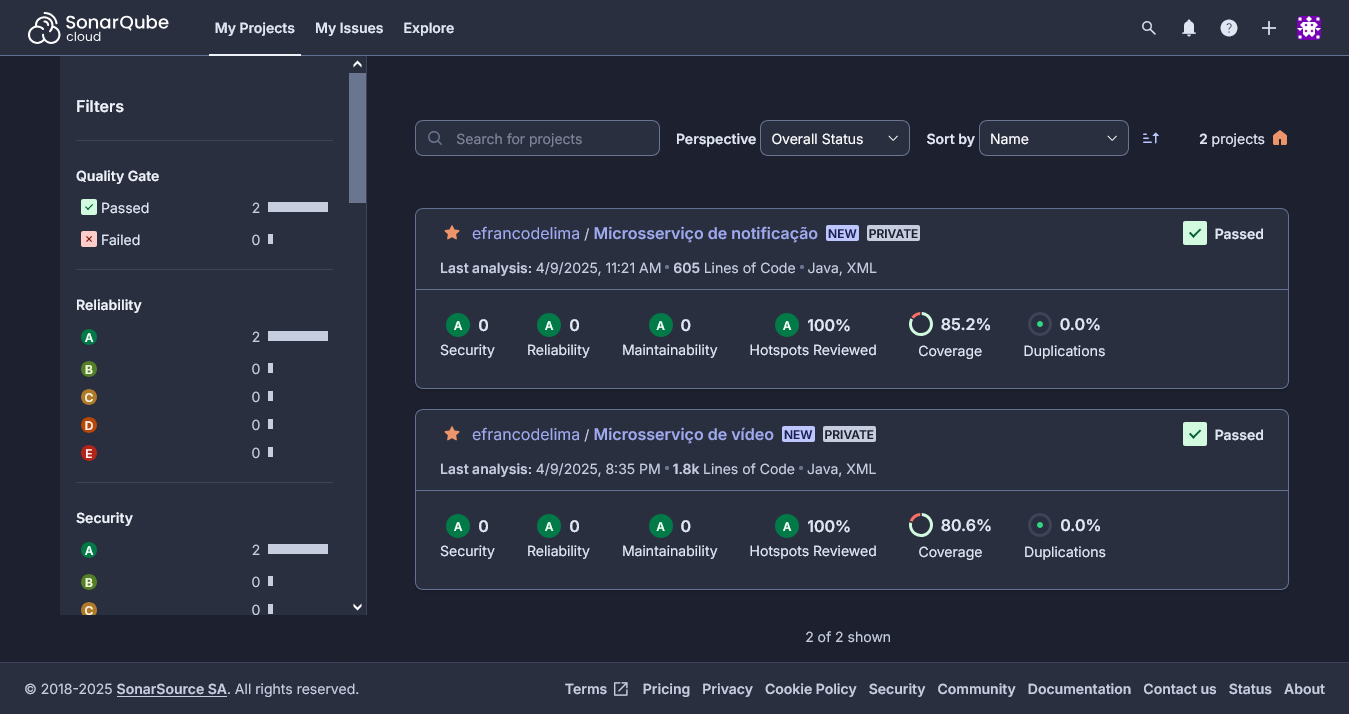 SonarQube cloud My Projects My Issues Explore
Filters
Quality Gate
Passed 2
Failed 0
Reliability
A 2
B 0
C 0
D 0
E 0
Security
A 2
B 0
C 0
Search for projects Perspective Overall Status Sort by Name 2 projects
efrancodelima / Microsserviço de notificação NEW PRIVATE Passed
Last analysis: 4/9/2025, 11:21 AM • 605 Lines of Code • Java, XML
A 0 A 0 A 0 A 100% 85.2% 0.0%
Security Reliability Maintainability Hotspots Reviewed Coverage Duplications
efrancodelima / Microsserviço de vídeo NEW PRIVATE Passed
Last analysis: 4/9/2025, 8:35 PM • 1.8k Lines of Code • Java, XML
A 0 A 0 A 0 A 100% 80.6% 0.0%
Security Reliability Maintainability Hotspots Reviewed Coverage Duplications
2 of 2 shown
© 2018-2025 SonarSource SA. All rights reserved. Terms Pricing Privacy Cookie Policy Security Community Documentation Contact us Status About